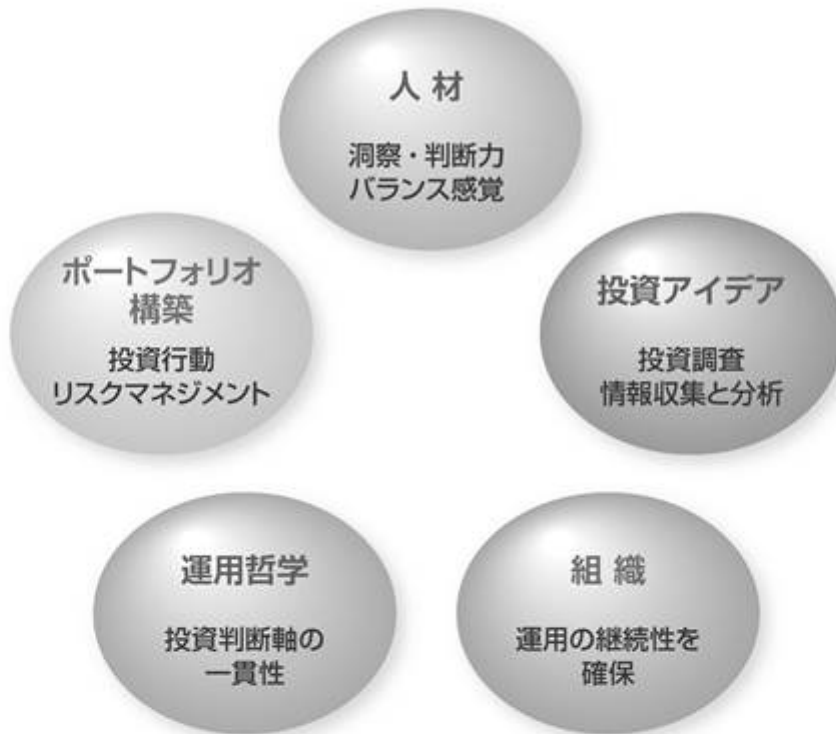 人材
洞察・判断力
バランス感覚
ポートフォリオ
構築
投資行動
リスクマネジメント
投資アイデア
投資調査
情報収集と分析
運用哲学
投資判断軸の
一貫性
組織
運用の継続性を
確保